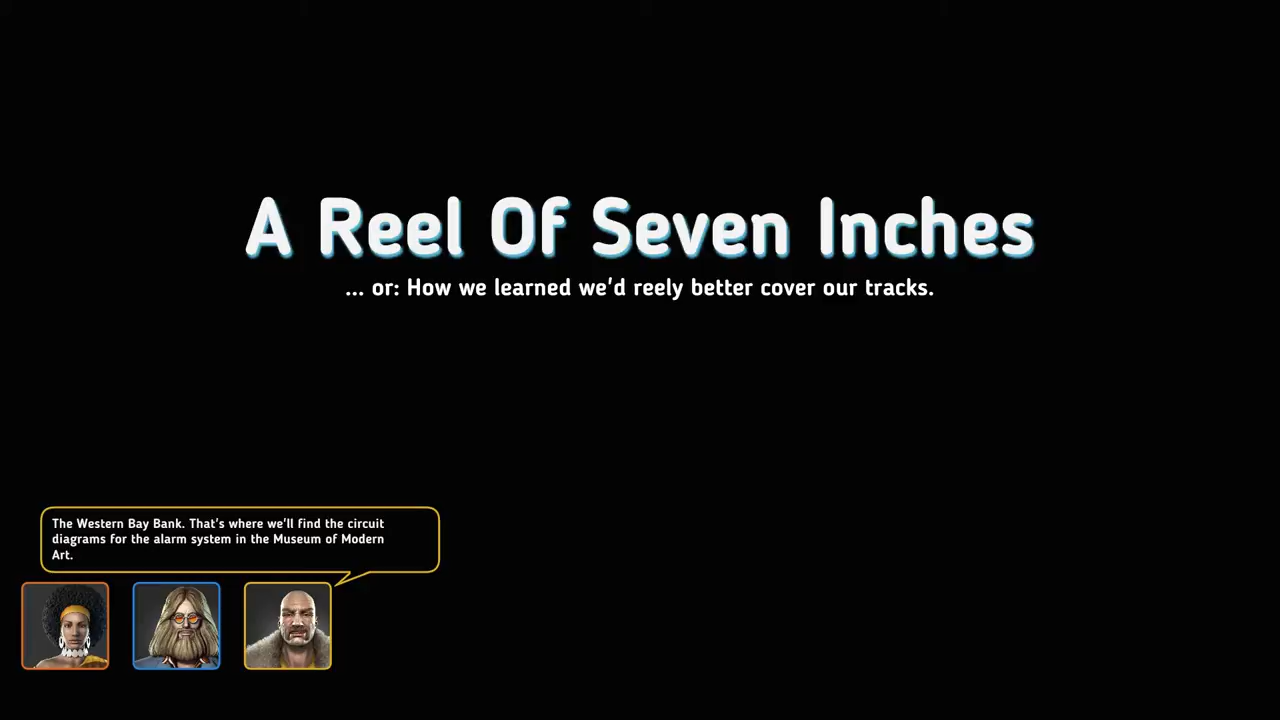 A Reel Of Seven Inches
... or: How we learned we'd reely better cover our tracks.
The Western Bay Bank. That's where we'll find the circuit
diagrams for the alarm system in the Museum of Modern
Art.